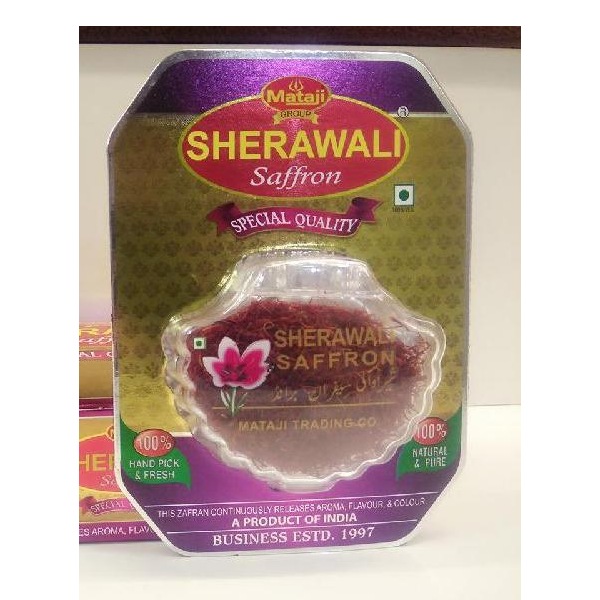 Mataji
GROUP
SHERAWALI
Saffron
SPECIAL QUALITY
SHERAWALI
SAFFRON
MATAJI TRADING CO
100%
HAND PICK
& FRESH
100%
NATURAL
& PURE
THIS ZAFRAN CONTINUOUSLY RELEASES AROMA, FLAVOUR, & COLOUR
A PRODUCT OF INDIA
BUSINESS ESTD. 1997